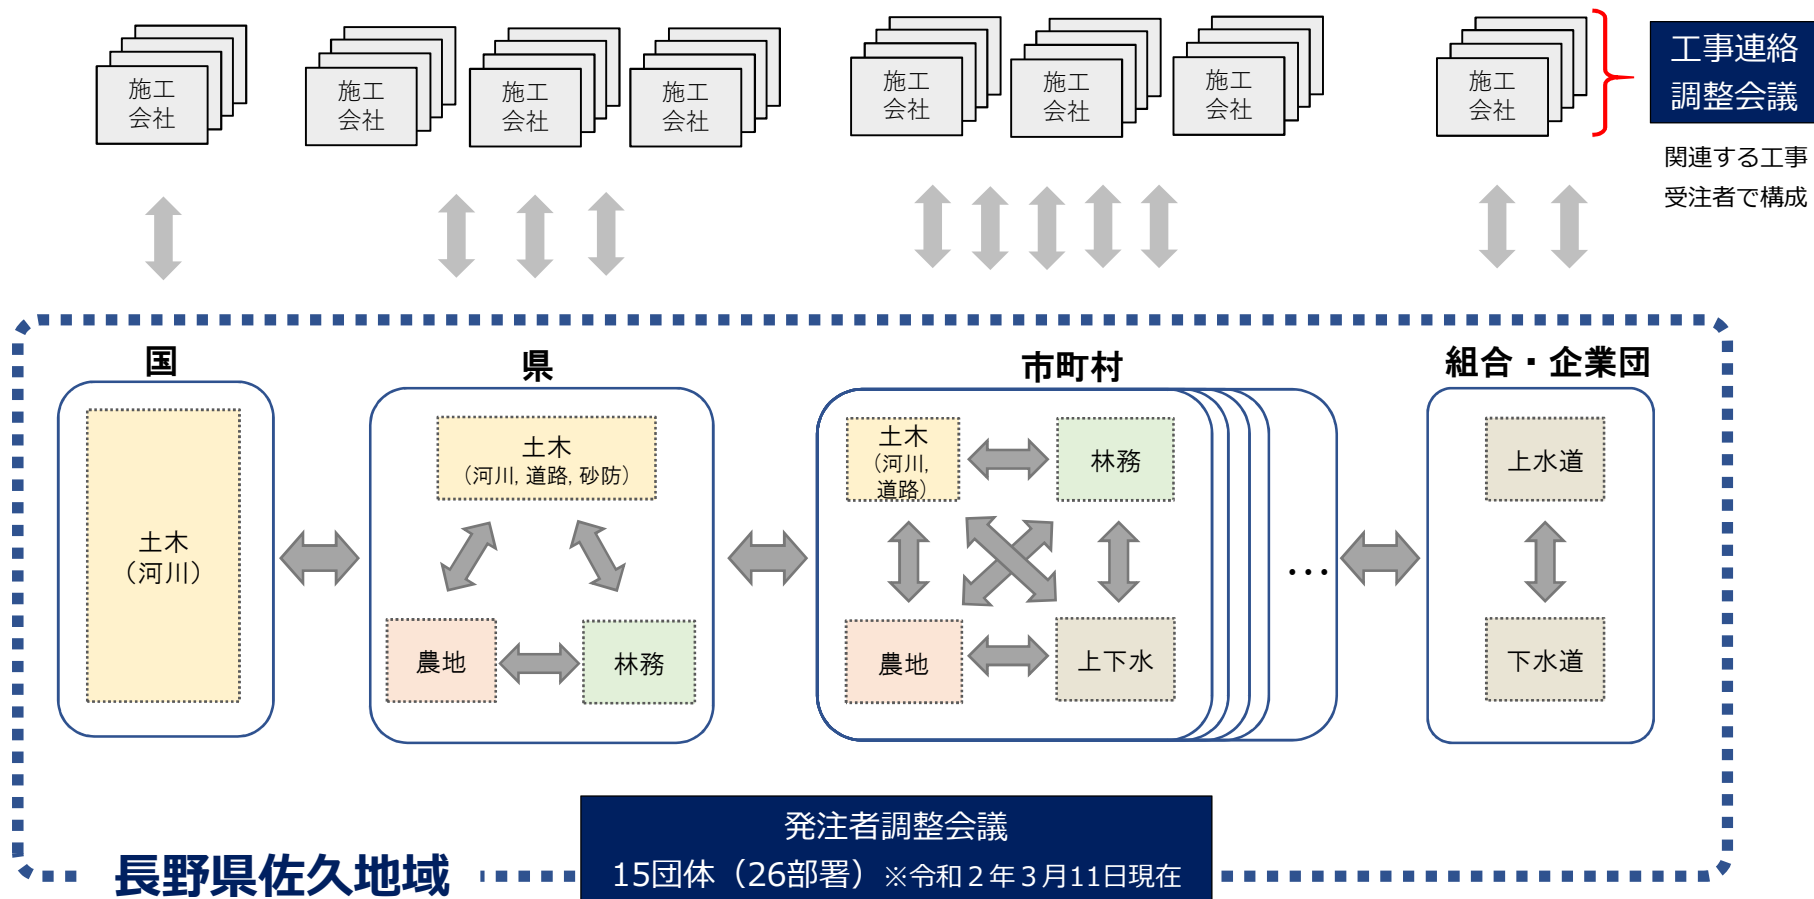 施工
会社
施工
会社
施工
会社
施工
会社
施工
会社
施工
会社
施工
会社
施工
会社
工事連絡
調整会議
関連する工事
受注者で構成
国
県
市町村
組合・企業団
土木
（河川）
土木
（河川, 道路, 砂防）
農地
林務
土木
（河川,
道路）
林務
農地
上下水
…
上水道
下水道
長野県佐久地域
発注者調整会議
15団体（26部署）※令和２年３月11日現在